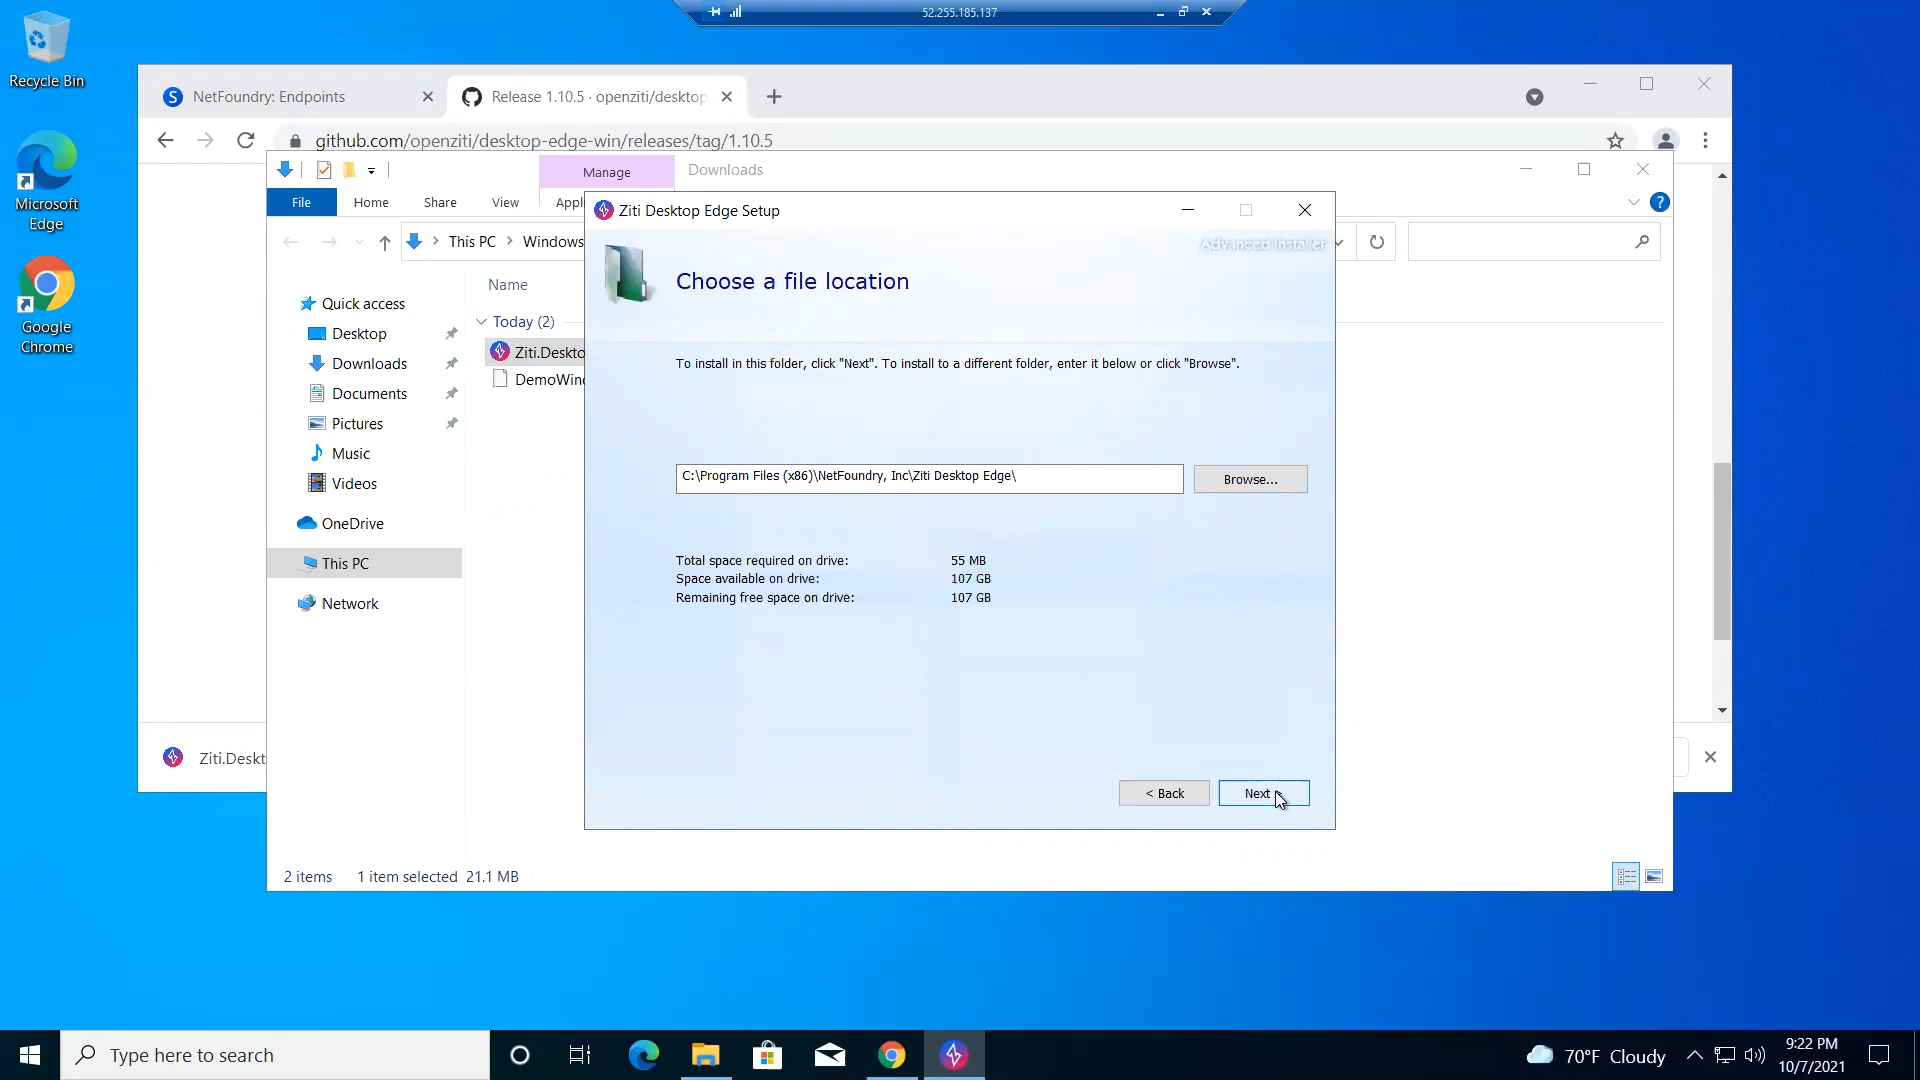 52.255.185.137
Recycle Bin
NetFoundry: Endpoints
Release 1.10.5 · openziti/desktop
github.com/openziti/desktop-edge-win/releases/tag/1.10.5
Microsoft
Edge
Google
Chrome
Manage
Downloads
File
Home
Share
View
Appl
This PC
Windows
Name
Quick access
Desktop
Downloads
Documents
Pictures
Music
Videos
OneDrive
This PC
Network
Today (2)
Ziti.Deskto
DemoWin
Ziti Desktop Edge Setup
Advanced Installer
Choose a file location
To install in this folder, click "Next". To install to a different folder, enter it below or click "Browse".
C:\Program Files (x86)\NetFoundry, Inc\Ziti Desktop Edge\
Browse...
Total space required on drive: 55 MB
Space available on drive: 107 GB
Remaining free space on drive: 107 GB
< Back
Next
Ziti.Deskt
2 items
1 item selected 21.1 MB
Type here to search
70°F Cloudy
9:22 PM
10/7/2021